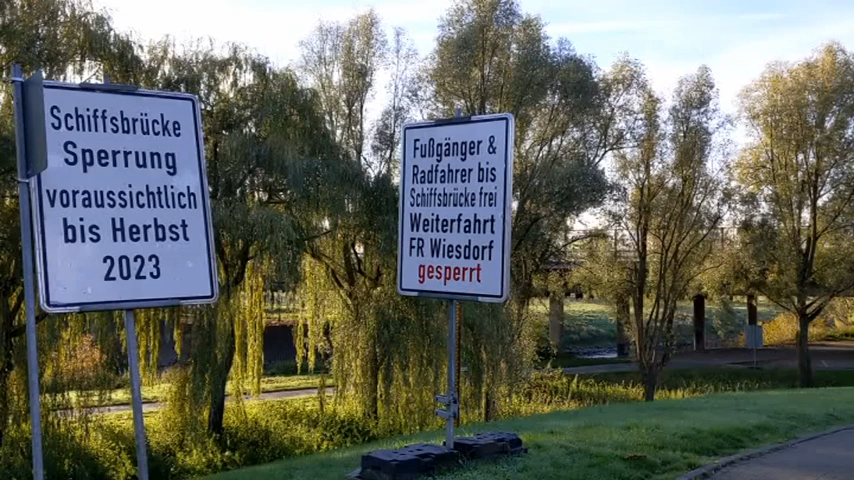 Schiffsbrücke
Sperrung
voraussichtlich
bis Herbst
2023
Fußgänger &
Radfahrer bis
Schiffsbrücke frei
Weiterfahrt
FR Wiesdorf
gesperrt